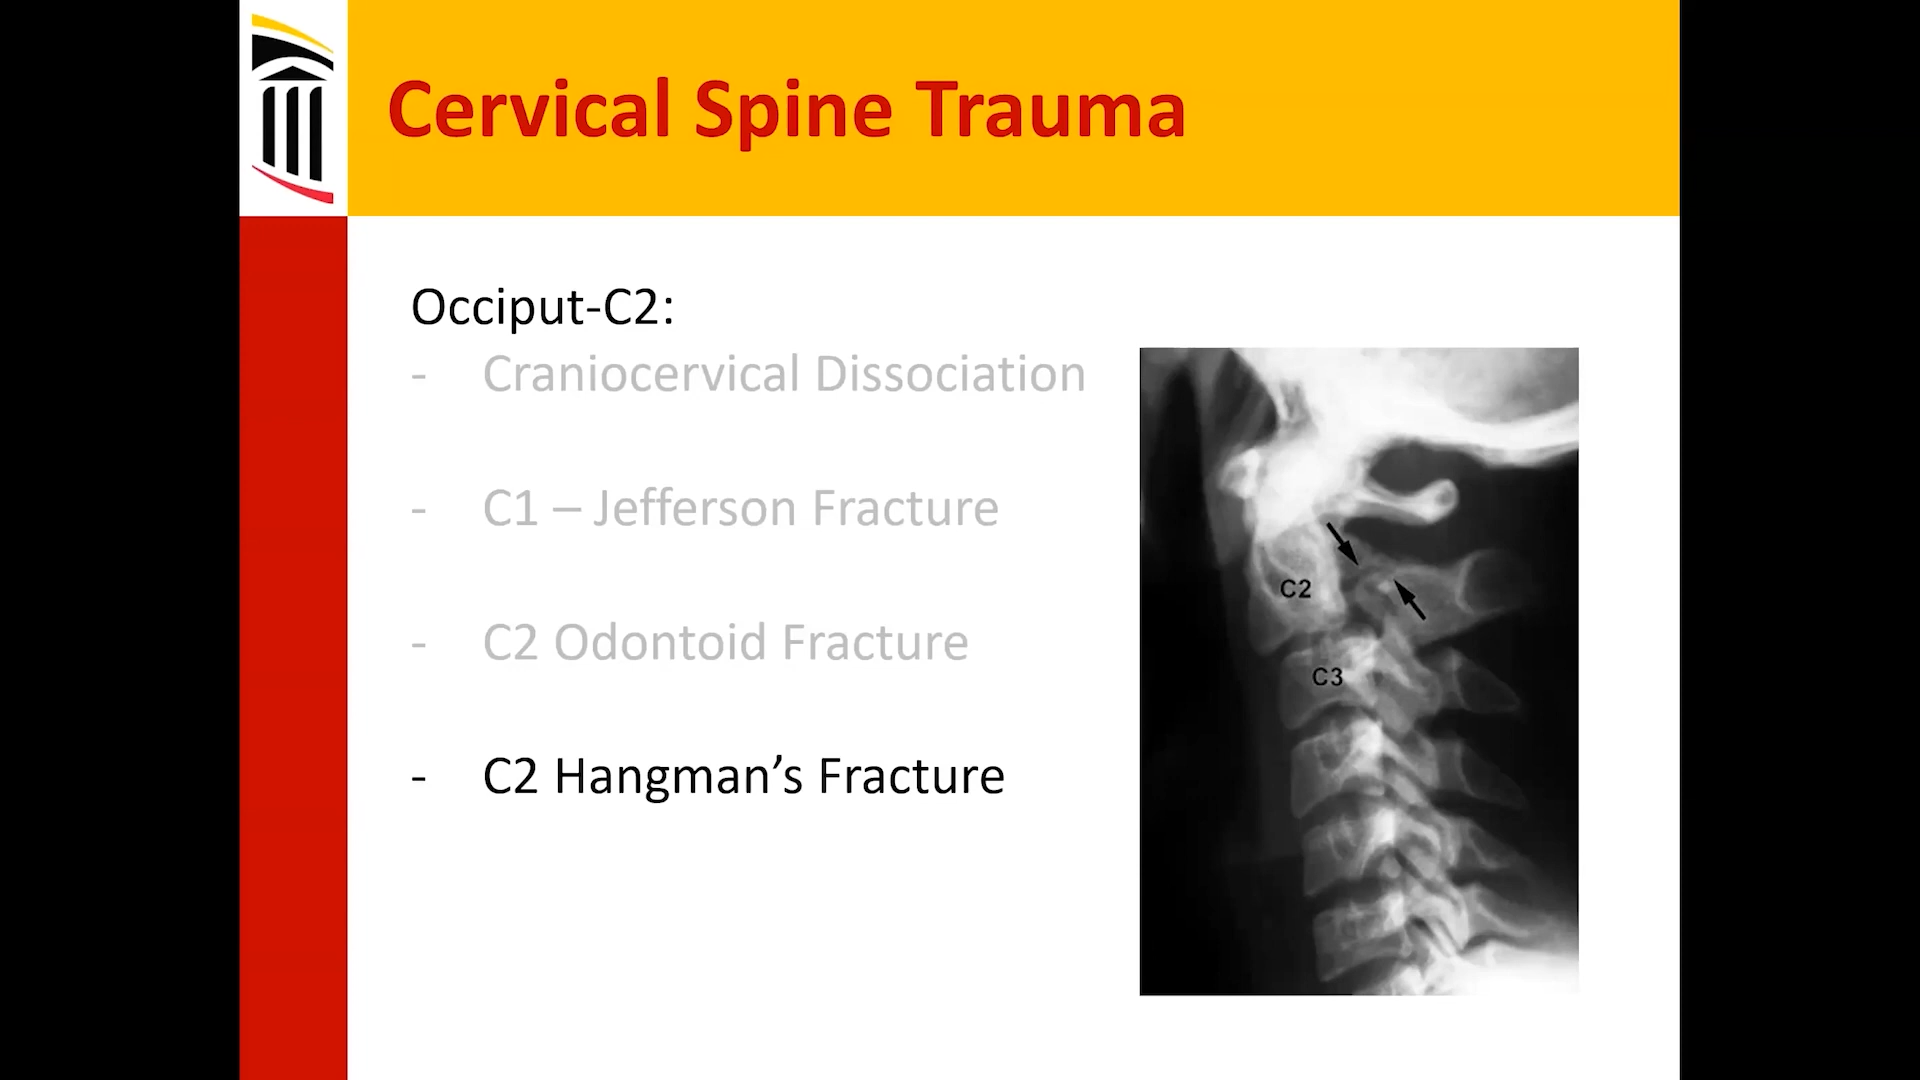 Cervical Spine Trauma
Occiput-C2:
- Craniocervical Dissociation
- C1 – Jefferson Fracture
- C2 Odontoid Fracture
- C2 Hangman’s Fracture
C2
C3